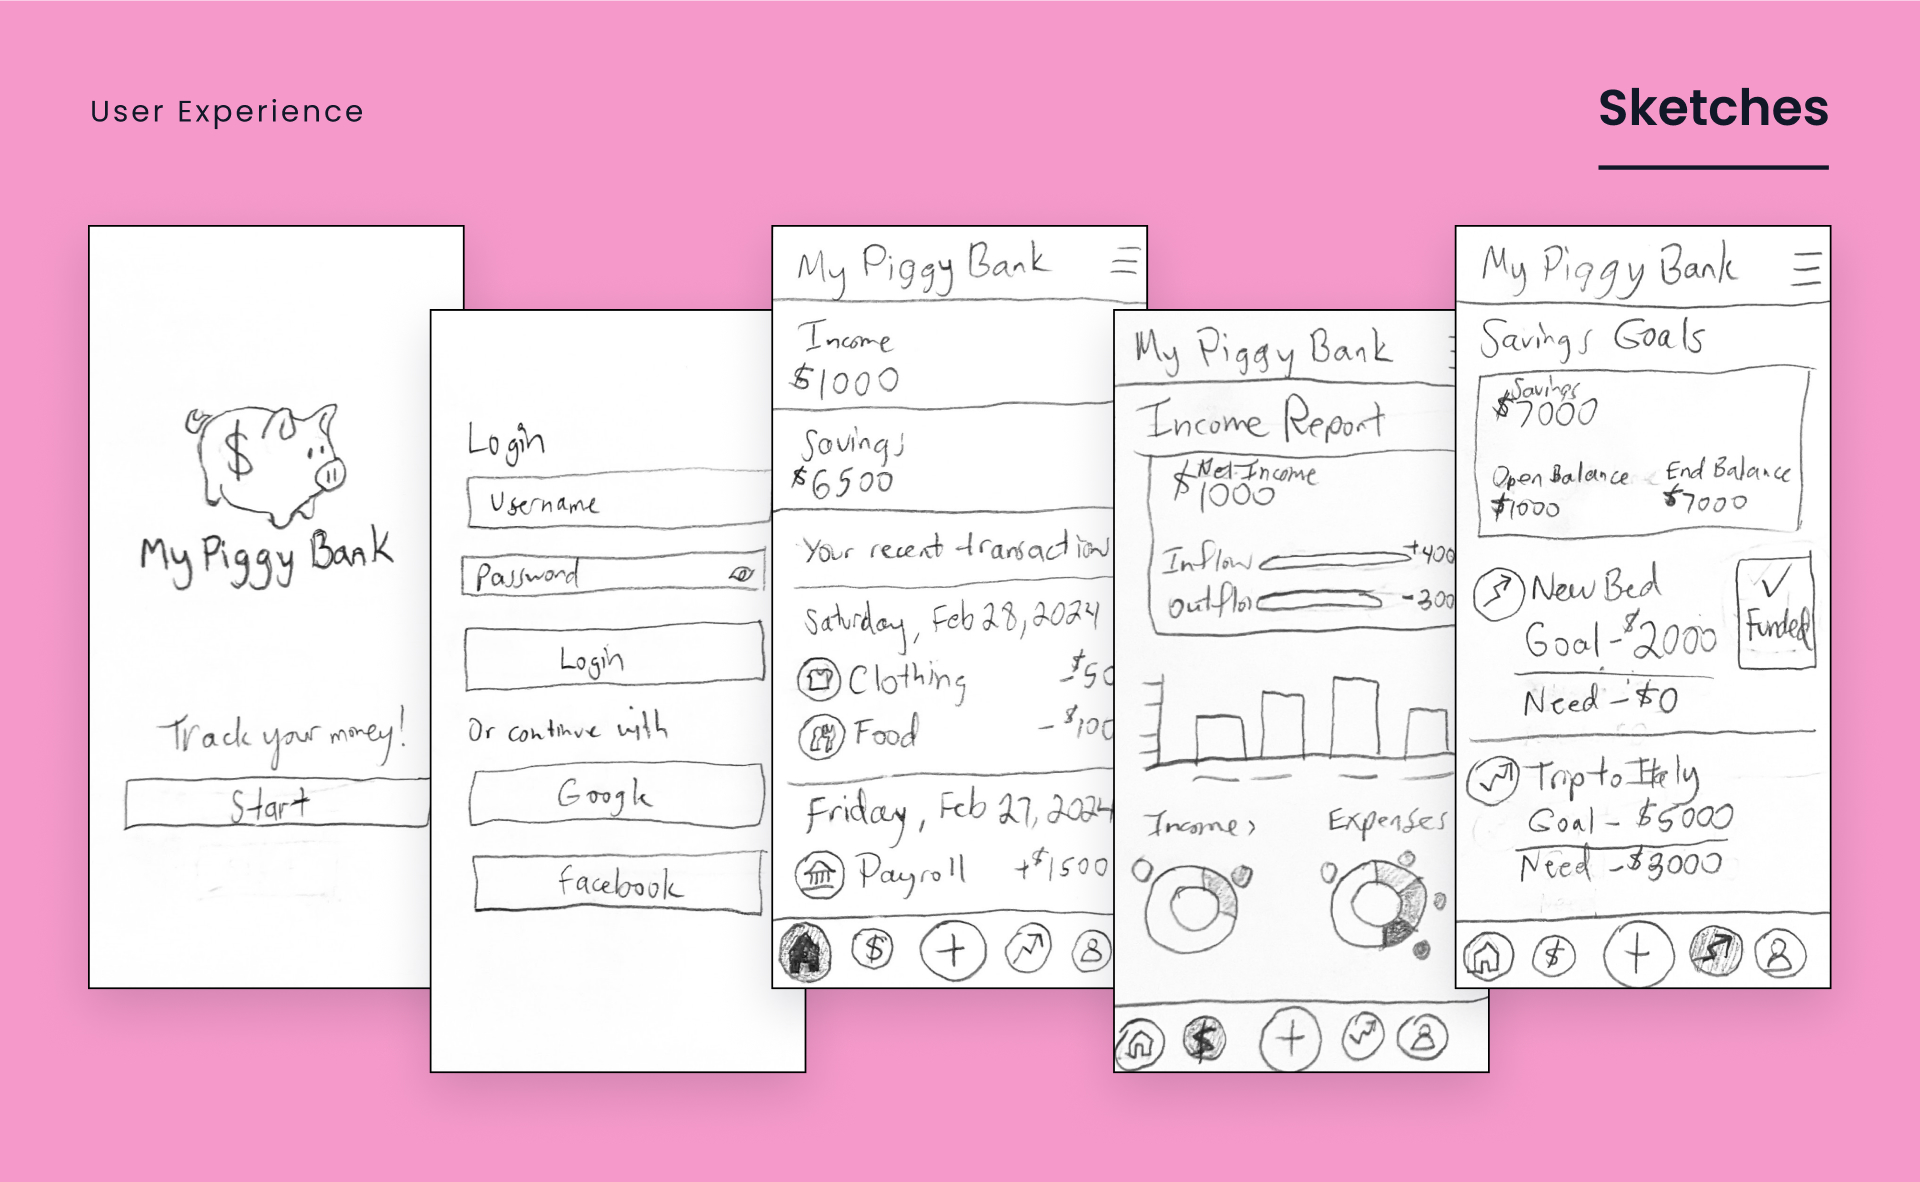 User Experience
Sketches
$
My Piggy Bank
Track your money!
Start
Login
Username
Password
Login
Or continue with
Google
facebook
My Piggy Bank
Income
$1000
Savings
$6500
Your recent transaction
Saturday, Feb 28, 2024
Clothing -$50
Food -$100
Friday, Feb 27, 2024
Payroll +$1500
$
My Piggy Bank
Income Report
Net Income
$1000
Inflow +400
Outflow -300
Income >
Expenses
$
My Piggy Bank
Savings Goals
Savings
$7000
Open Balance End Balance
$1000 $7000
New Bed
Goal - $2000
Need - $0
Funded
Trip to Italy
Goal - $5000
Need - $3000
$